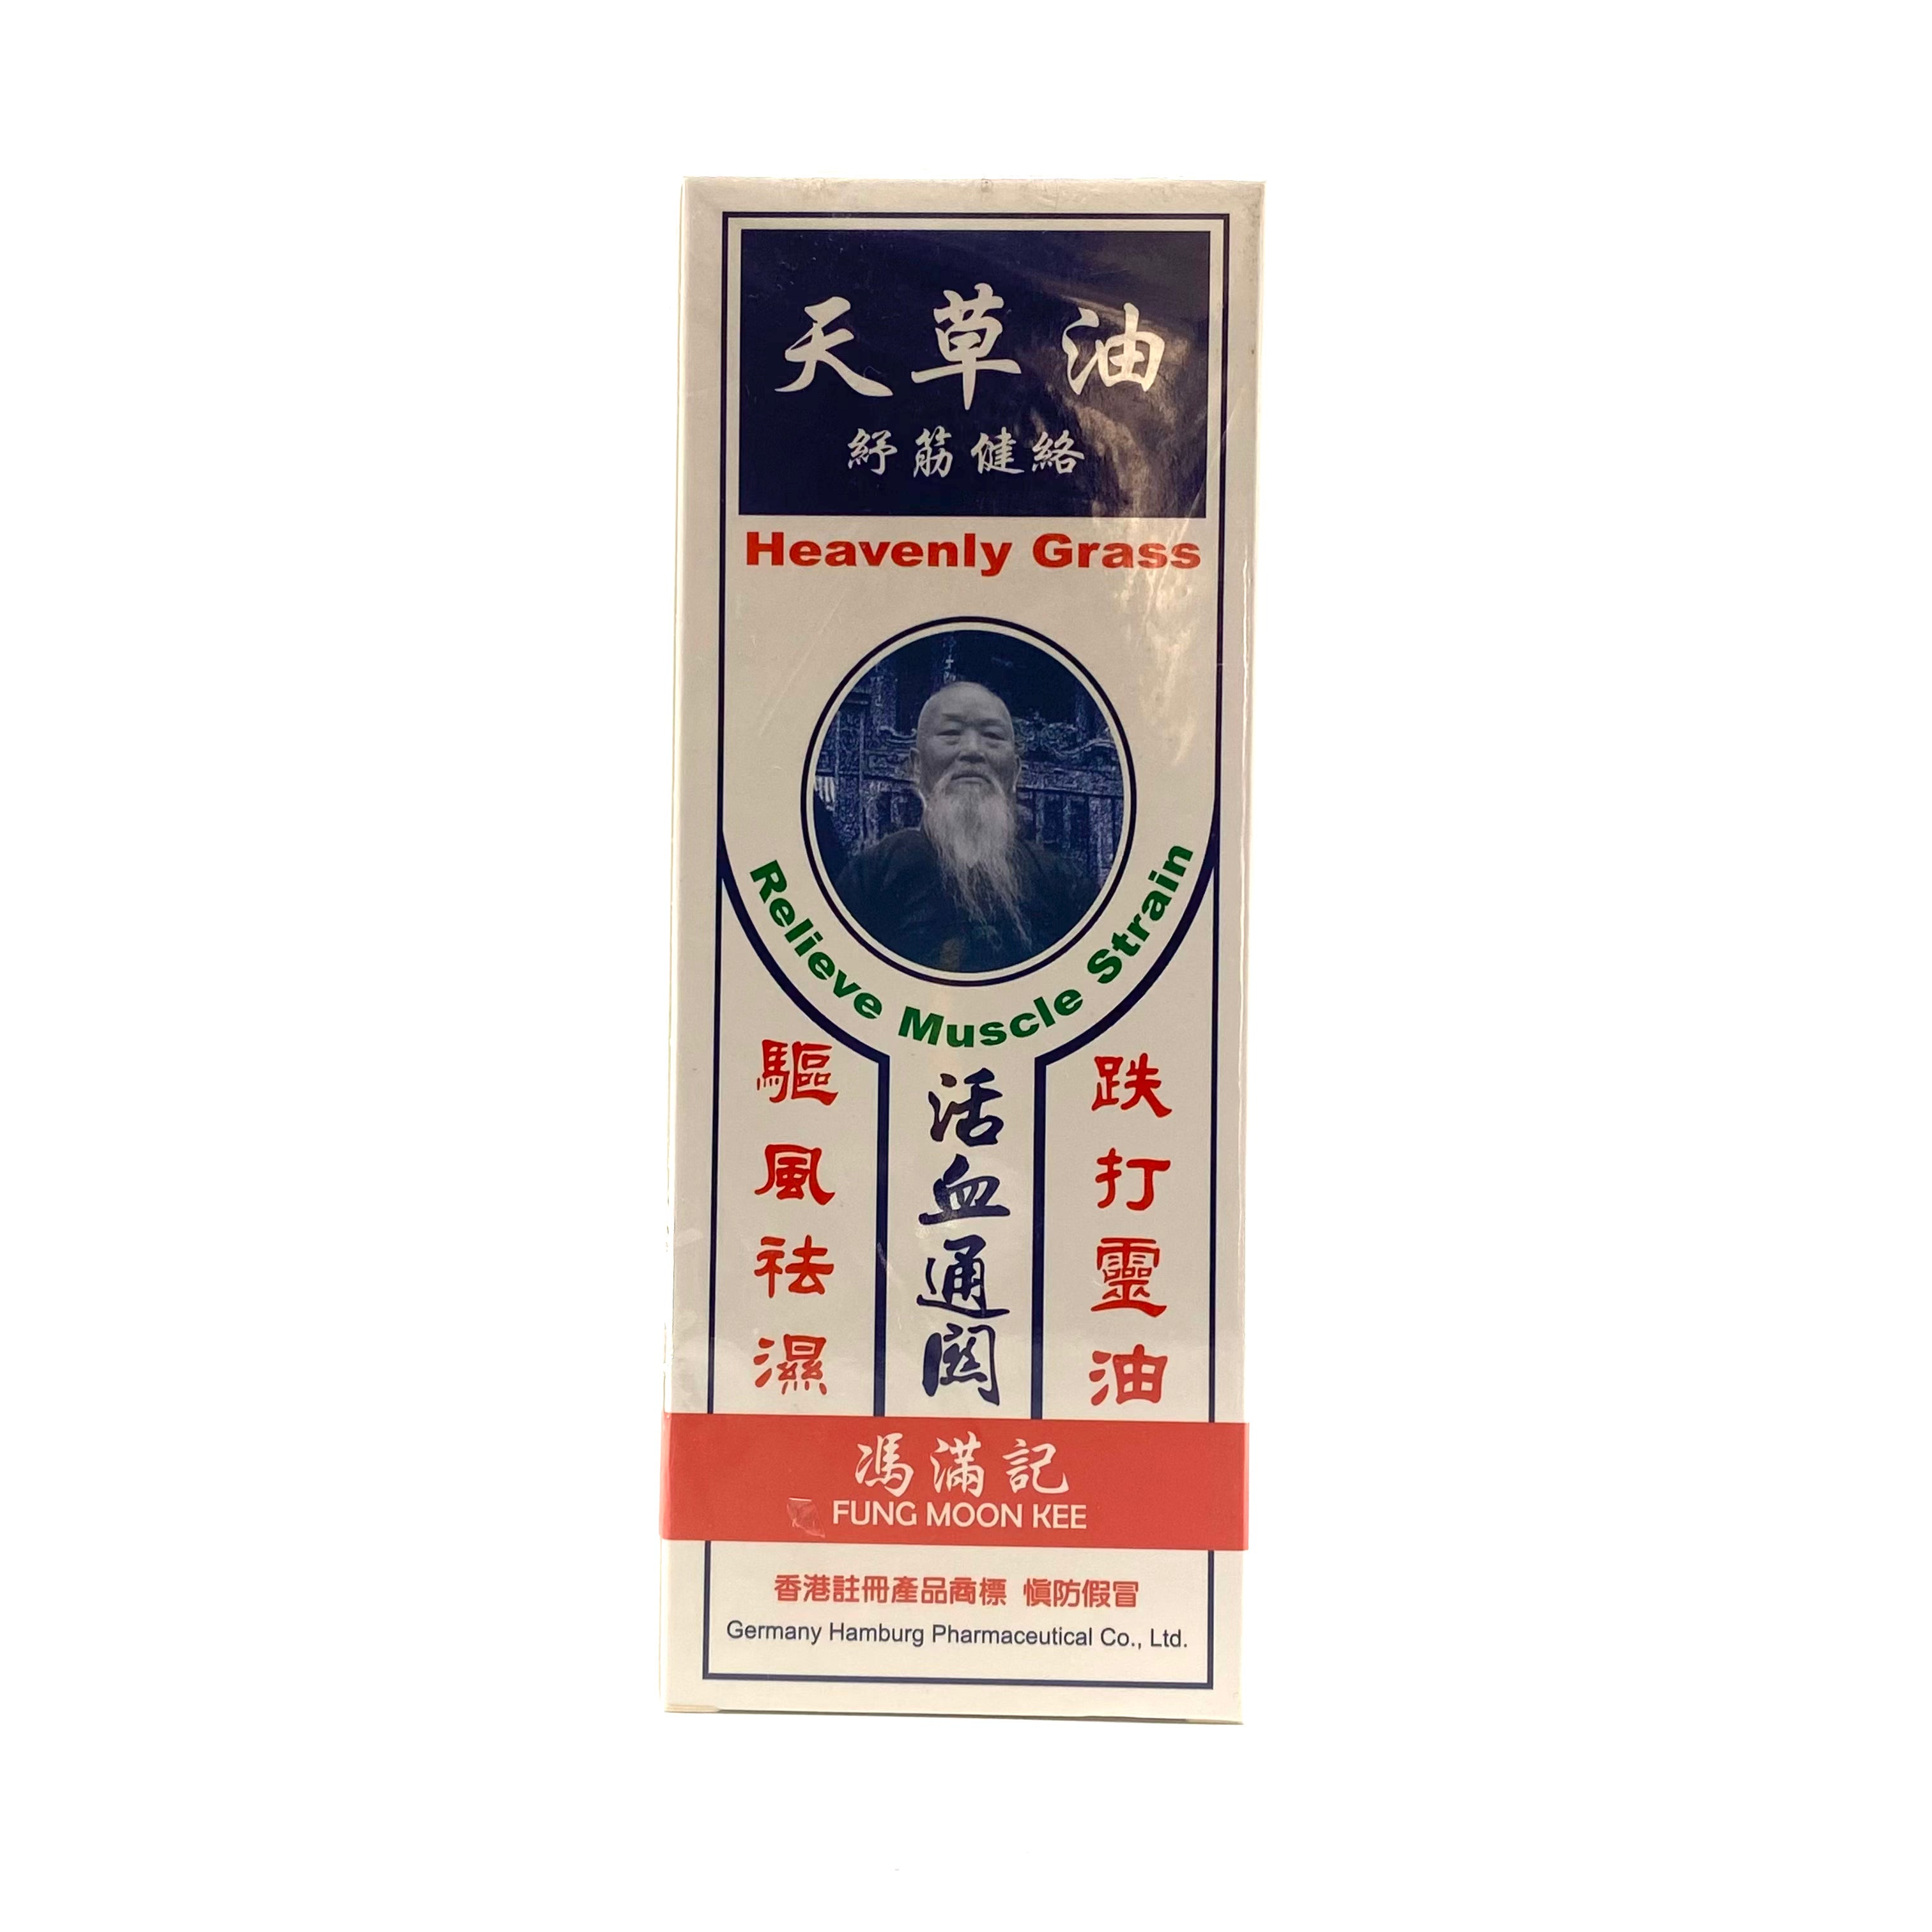 天草油
紓筋健絡
Heavenly Grass
Relieve Muscle Strain
跌打靈油
活血通關
驅風祛濕
馮滿記
FUNG MOON KEE
香港註冊產品商標 慎防假冒
Germany Hamburg Pharmaceutical Co., Ltd.